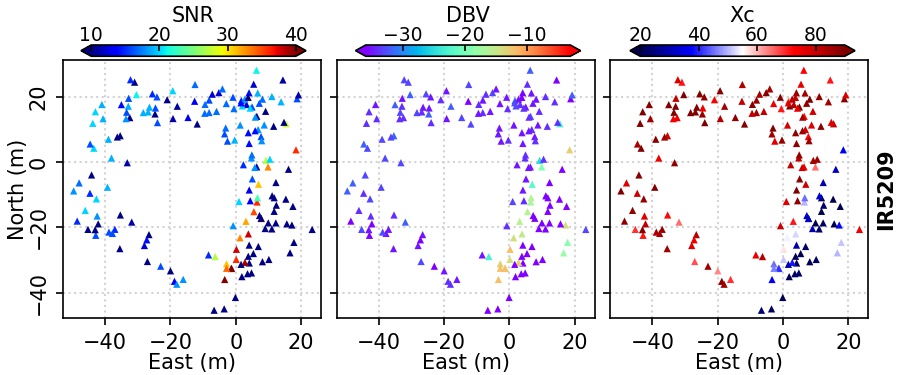 SNR DBV Xc
10 20 30 40 −30 −20 −10 20 40 60 80
20
0
−20
−40
North (m)
−40 −20 0 20 −40 −20 0 20 −40 −20 0 20
East (m) East (m) East (m)
IR5209